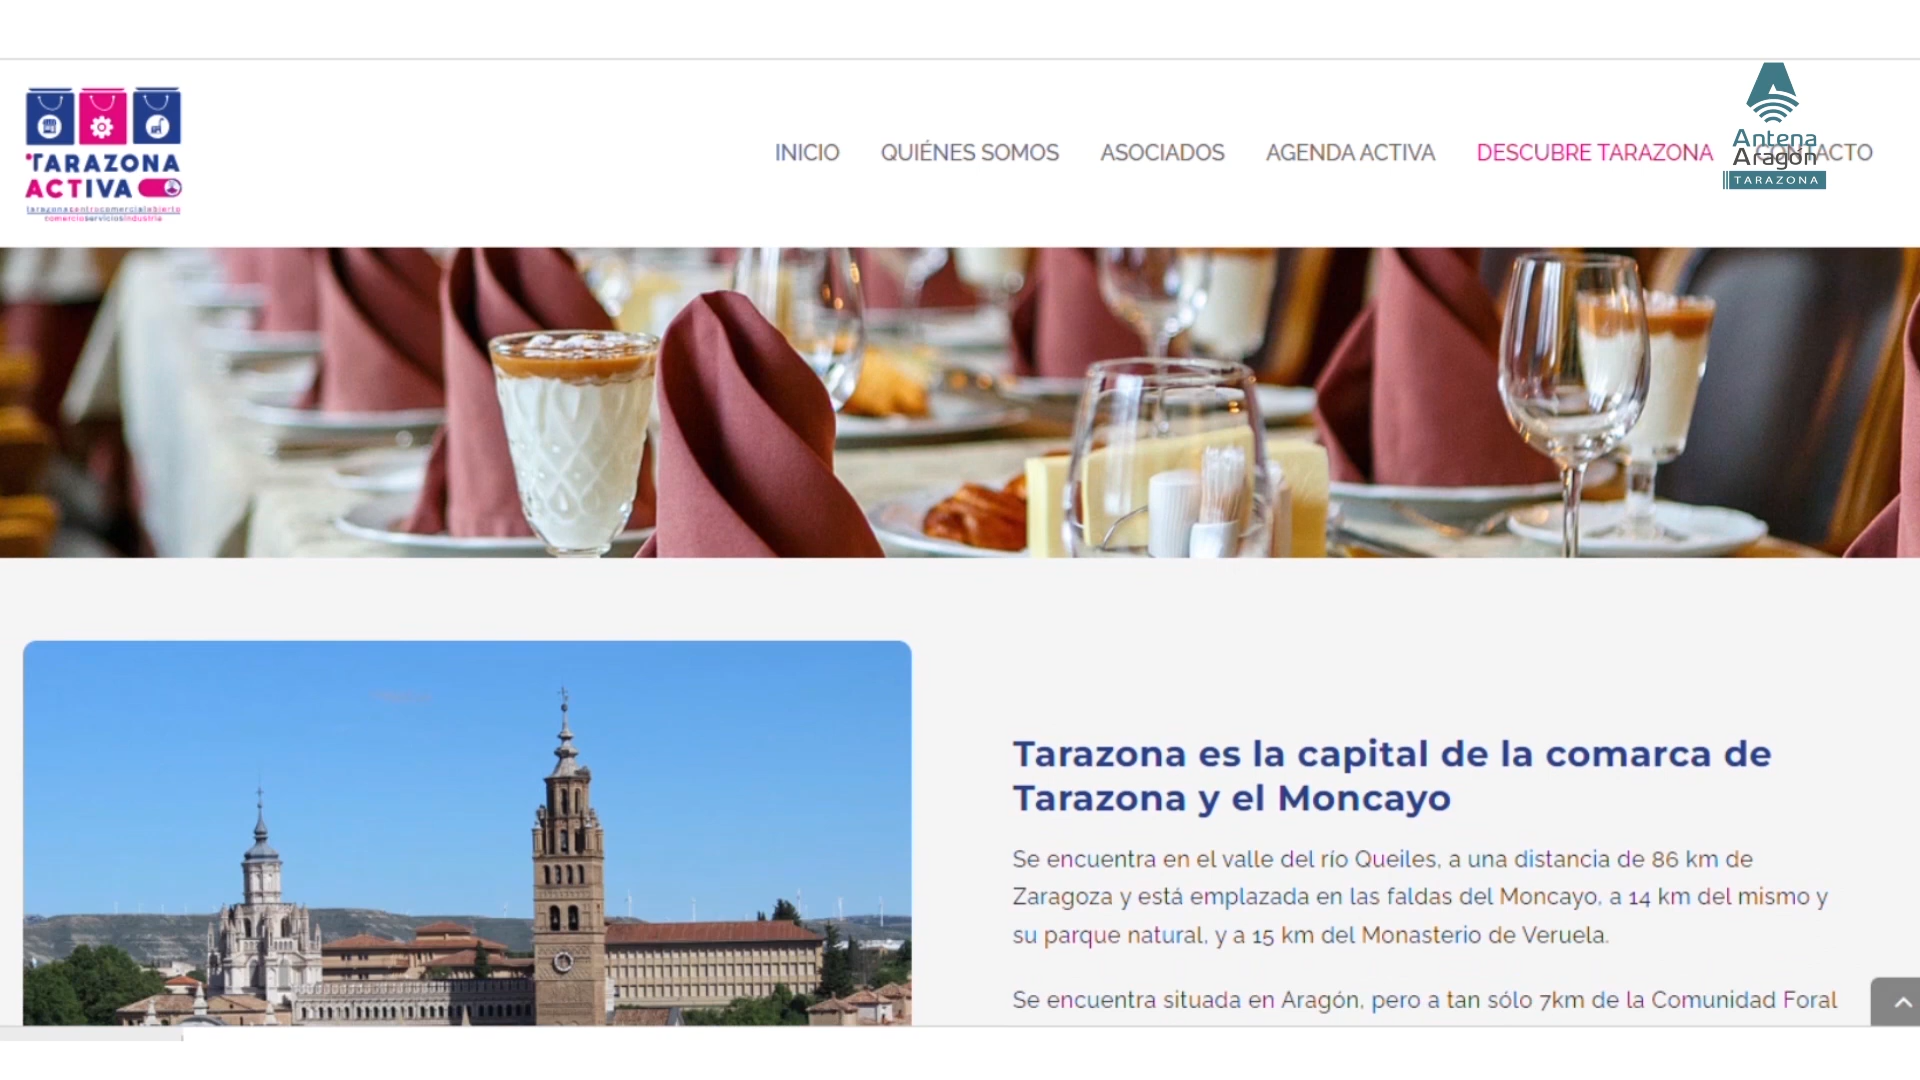 TARAZONA
ACTIVA
tarazonacentrocomercialabierto
comercioserviciosindustria
INICIO
QUIÉNES SOMOS
ASOCIADOS
AGENDA ACTIVA
DESCUBRE TARAZONA
CONTACTO
Antena
Aragón
TARAZONA
Tarazona es la capital de la comarca de
Tarazona y el Moncayo
Se encuentra en el valle del río Queiles, a una distancia de 86 km de
Zaragoza y está emplazada en las faldas del Moncayo, a 14 km del mismo y
su parque natural, y a 15 km del Monasterio de Veruela.
Se encuentra situada en Aragón, pero a tan sólo 7km de la Comunidad Foral